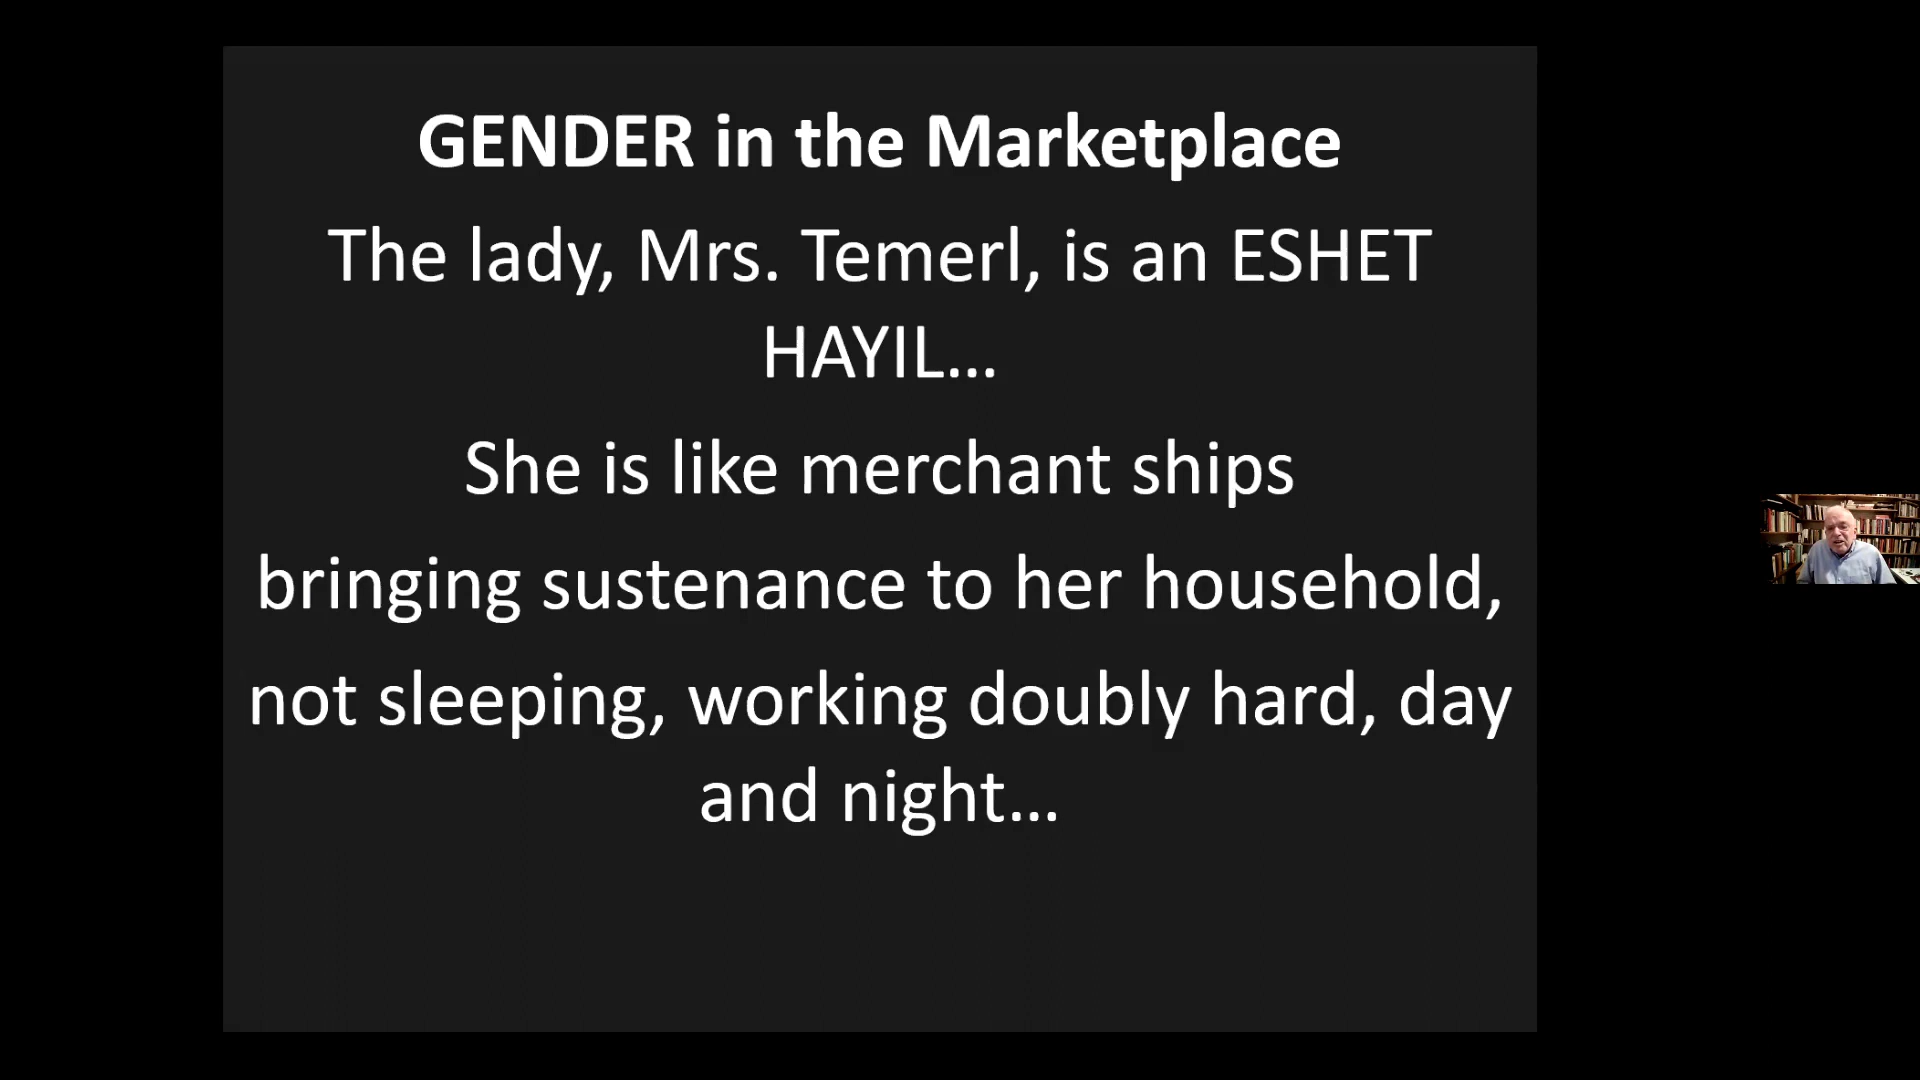 GENDER in the Marketplace
The lady, Mrs. Temerl, is an ESHET
HAYIL...
She is like merchant ships
bringing sustenance to her household,
not sleeping, working doubly hard, day
and night...